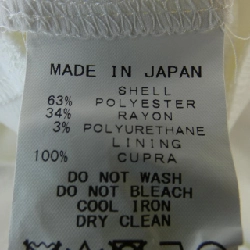 MADE IN JAPAN
SHELL
63% POLYESTER
34% RAYON
3% POLYURETHANE
LINING
100% CUPRA
DO NOT WASH
DO NOT BLEACH
COOL IRON
DRY CLEAN